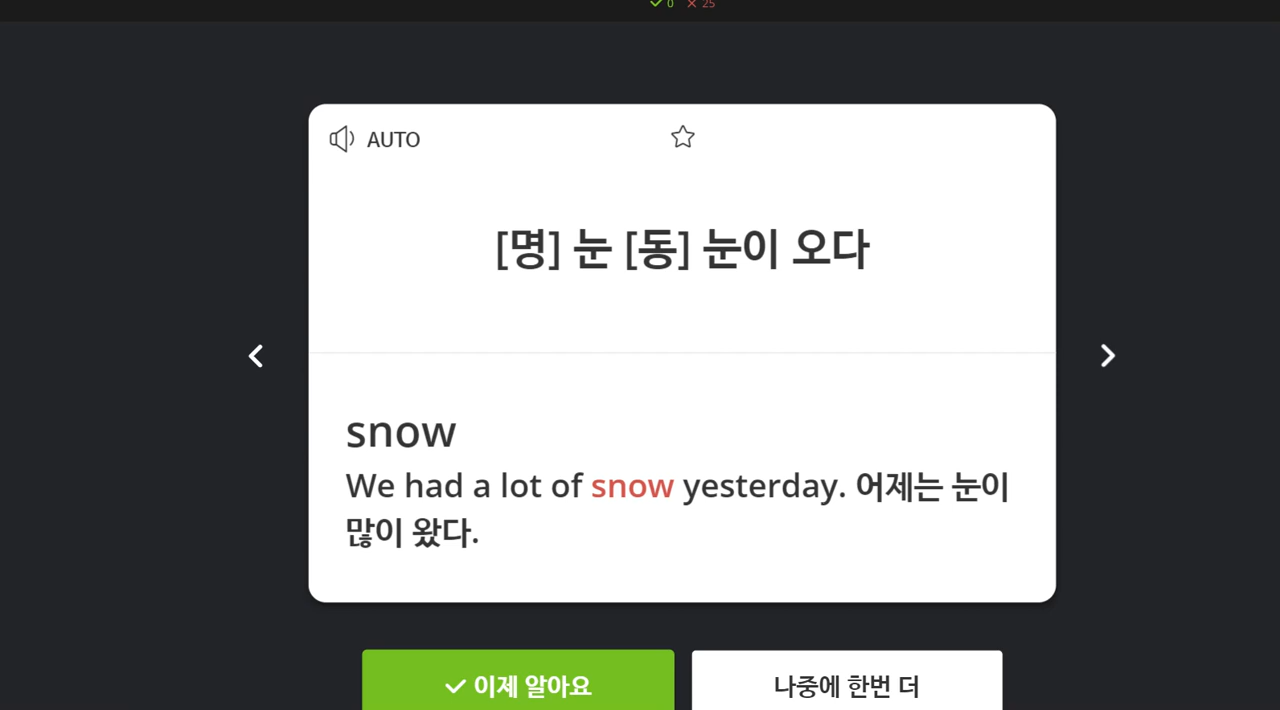 0 25
AUTO
[명] 눈 [동] 눈이 오다
snow
We had a lot of snow yesterday. 어제는 눈이
많이 왔다.
이제 알아요 나중에 한번 더